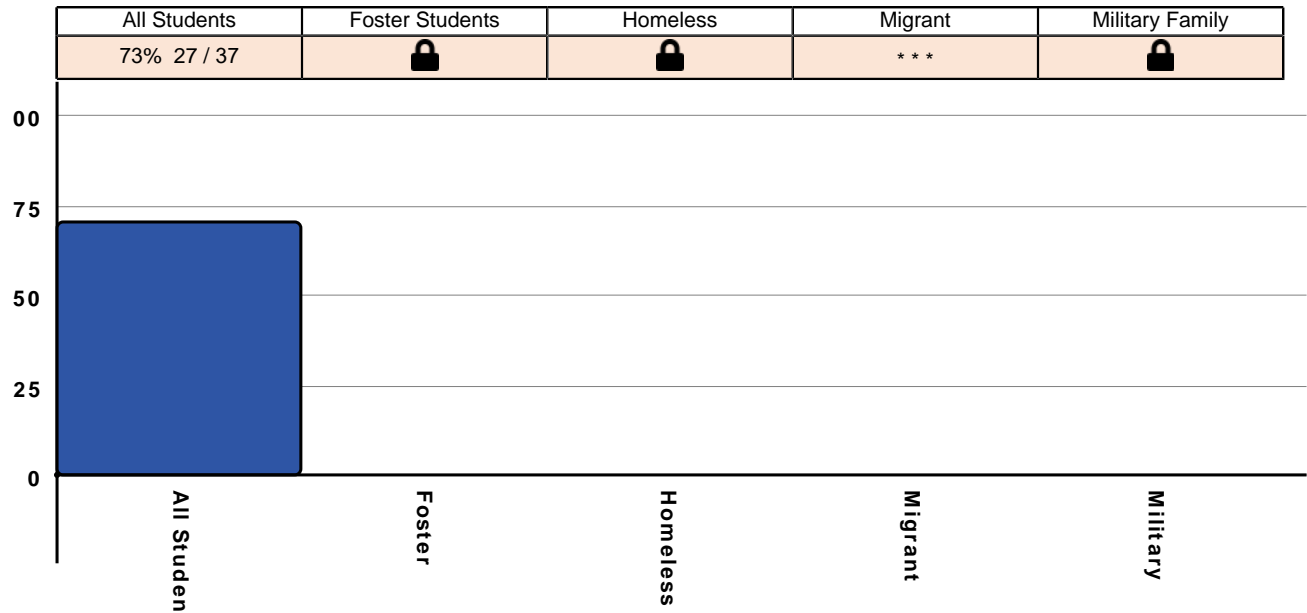 All Students Foster Students Homeless Migrant Military Family
73% 27 / 37 * * *
00
75
50
25
0
All Studen
Foster
Homeless
Migrant
Military